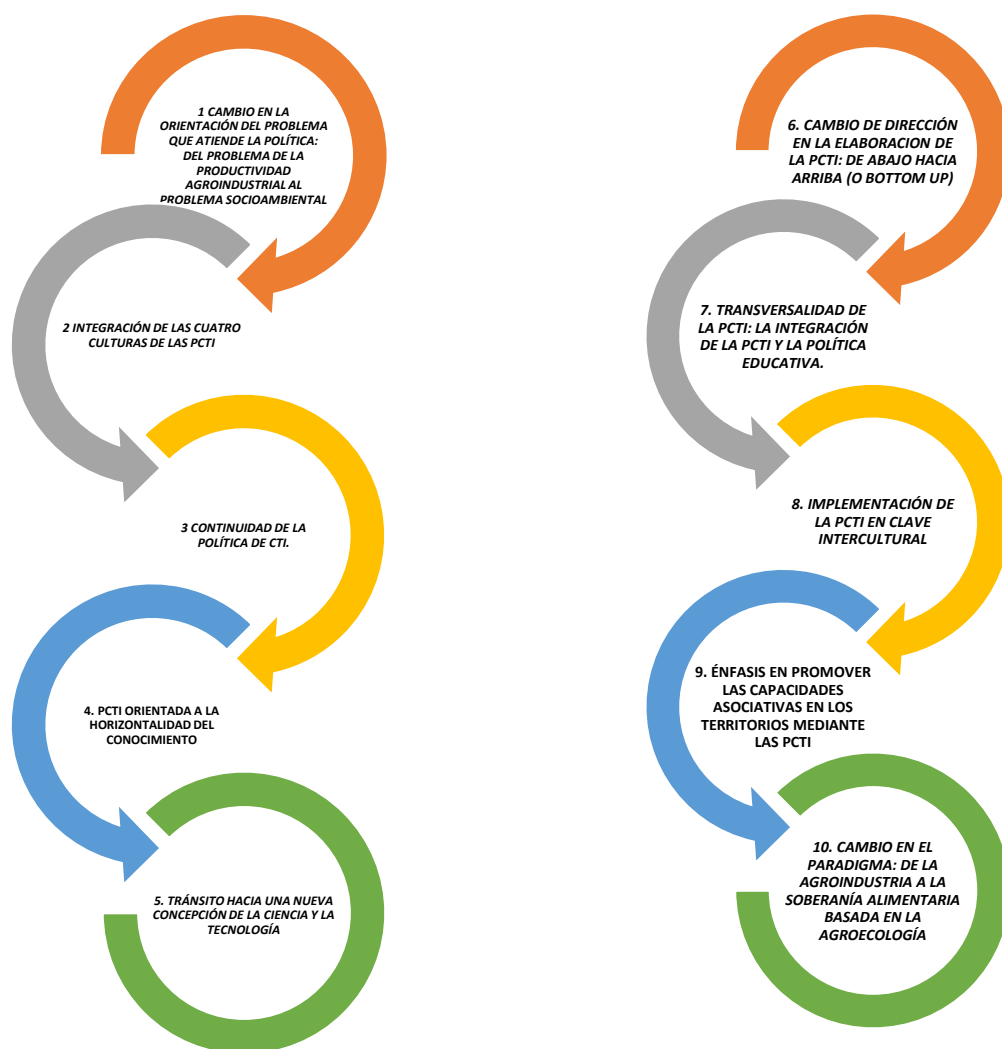 1 CAMBIO EN LA
ORIENTACIÓN DEL PROBLEMA
QUE ATIENDE LA POLÍTICA:
DEL PROBLEMA DE LA
PRODUCTIVIDAD
AGROINDUSTRIAL AL
PROBLEMA SOCIOAMBIENTAL
2 INTEGRACIÓN DE LAS CUATRO
CULTURAS DE LAS PCTI
3 CONTINUIDAD DE LA
POLÍTICA DE CTI.
4. PCTI ORIENTADA A LA
HORIZONTALIDAD DEL
CONOCIMIENTO
5. TRÁNSITO HACIA UNA NUEVA
CONCEPCIÓN DE LA CIENCIA Y LA
TECNOLOGÍA
6. CAMBIO DE DIRECCIÓN
EN LA ELABORACION DE
LA PCTI: DE ABAJO HACIA
ARRIBA (O BOTTOM UP)
7. TRANSVERSALIDAD DE
LA PCTI: LA INTEGRACIÓN
DE LA PCTI Y LA POLÍTICA
EDUCATIVA.
8. IMPLEMENTACIÓN DE
LA PCTI EN CLAVE
INTERCULTURAL
9. ÉNFASIS EN PROMOVER
LAS CAPACIDADES
ASOCIATIVAS EN LOS
TERRITORIOS MEDIANTE
LAS PCTI
10. CAMBIO EN EL
PARADIGMA: DE LA
AGROINDUSTRIA A LA
SOBERANÍA ALIMENTARIA
BASADA EN LA
AGROECOLOGÍA